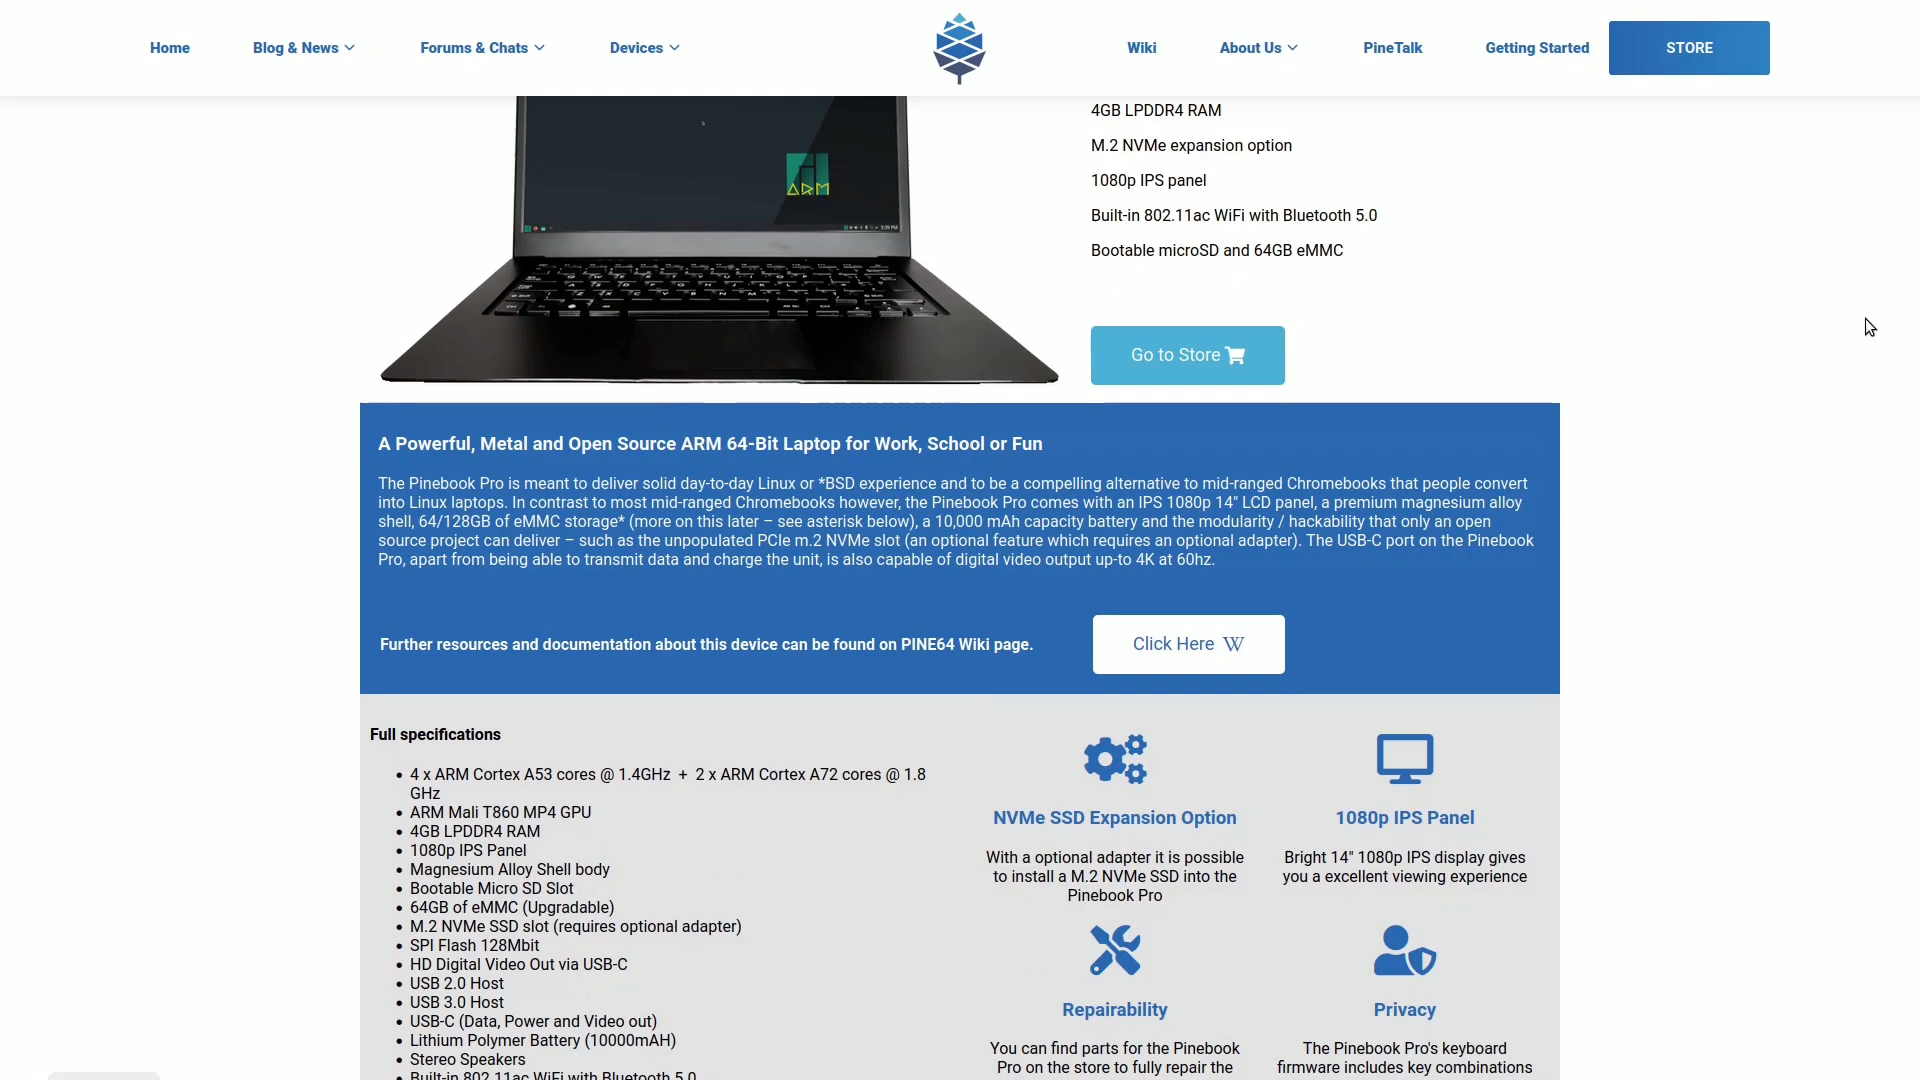 Home
Blog & News
Forums & Chats
Devices
Wiki
About Us
PineTalk
Getting Started
STORE
ARM
4GB LPDDR4 RAM
M.2 NVMe expansion option
1080p IPS panel
Built-in 802.11ac WiFi with Bluetooth 5.0
Bootable microSD and 64GB eMMC
Go to Store
A Powerful, Metal and Open Source ARM 64-Bit Laptop for Work, School or Fun
The Pinebook Pro is meant to deliver solid day-to-day Linux or *BSD experience and to be a compelling alternative to mid-ranged Chromebooks that people convert
into Linux laptops. In contrast to most mid-ranged Chromebooks however, the Pinebook Pro comes with an IPS 1080p 14″ LCD panel, a premium magnesium alloy
shell, 64/128GB of eMMC storage* (more on this later – see asterisk below), a 10,000 mAh capacity battery and the modularity / hackability that only an open
source project can deliver – such as the unpopulated PCIe m.2 NVMe slot (an optional feature which requires an optional adapter). The USB-C port on the Pinebook
Pro, apart from being able to transmit data and charge the unit, is also capable of digital video output up-to 4K at 60hz.
Further resources and documentation about this device can be found on PINE64 Wiki page.
Click Here W
Full specifications
• 4 x ARM Cortex A53 cores @ 1.4GHz + 2 x ARM Cortex A72 cores @ 1.8
GHz
• ARM Mali T860 MP4 GPU
• 4GB LPDDR4 RAM
• 1080p IPS Panel
• Magnesium Alloy Shell body
• Bootable Micro SD Slot
• 64GB of eMMC (Upgradable)
• M.2 NVMe SSD slot (requires optional adapter)
• SPI Flash 128Mbit
• HD Digital Video Out via USB-C
• USB 2.0 Host
• USB 3.0 Host
• USB-C (Data, Power and Video out)
• Lithium Polymer Battery (10000mAH)
• Stereo Speakers
• Built-in 802.11ac WiFi with Bluetooth 5.0
NVMe SSD Expansion Option
With a optional adapter it is possible
to install a M.2 NVMe SSD into the
Pinebook Pro
1080p IPS Panel
Bright 14" 1080p IPS display gives
you a excellent viewing experience
Repairability
You can find parts for the Pinebook
Pro on the store to fully repair the
Privacy
The Pinebook Pro's keyboard
firmware includes key combinations